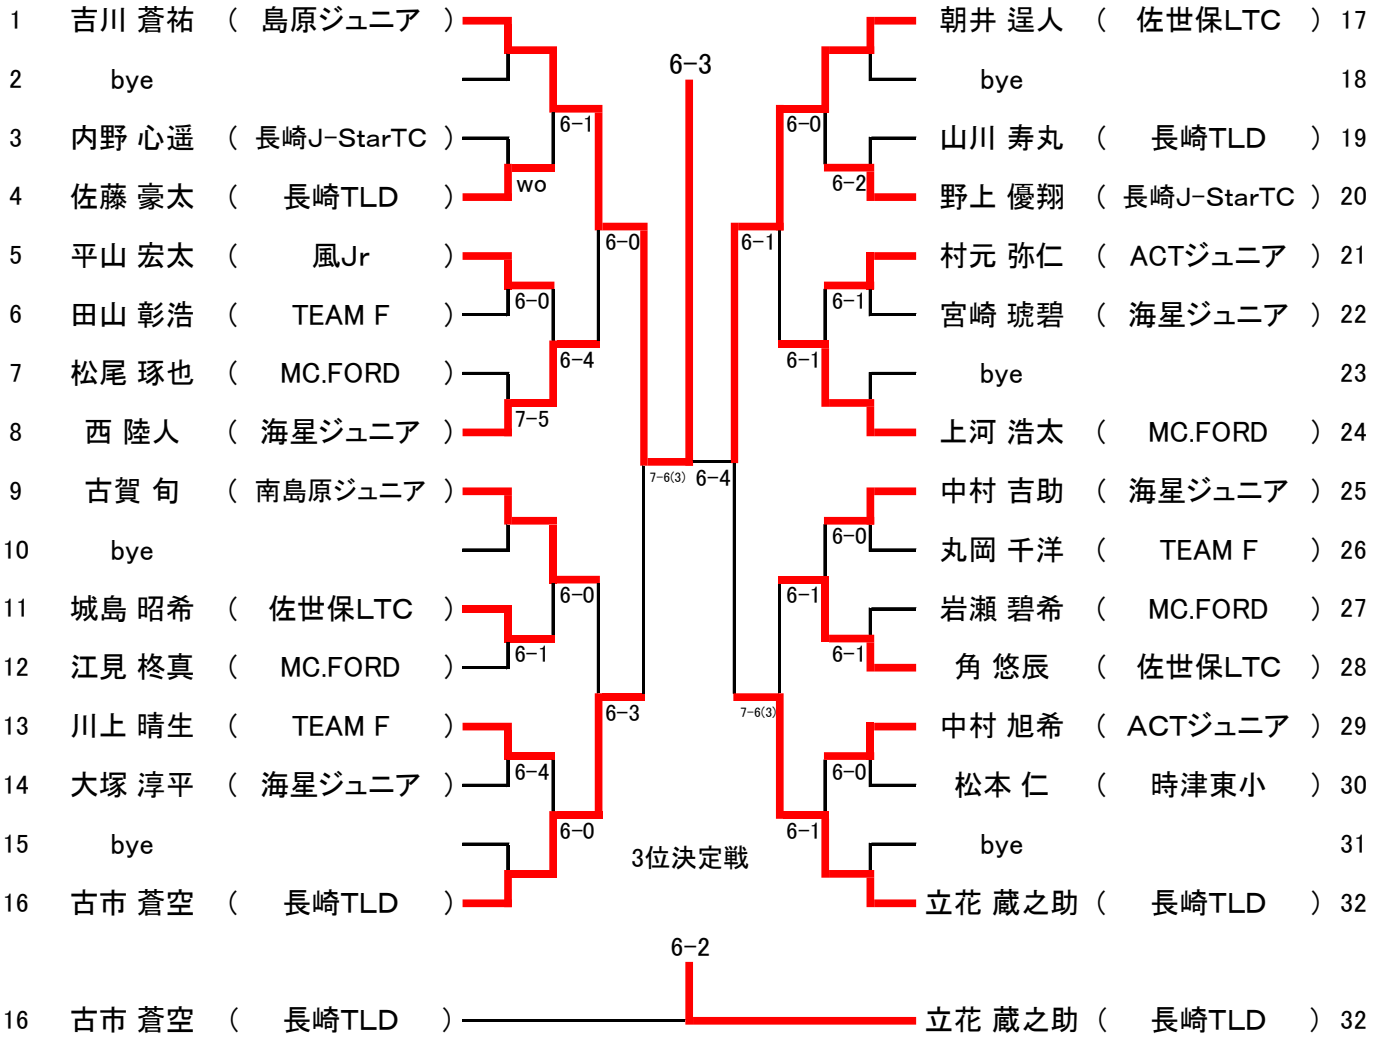 1 吉川 蒼祐 ( 島原ジュニア ) 朝井 逞人 ( 佐世保LTC ) 17
6-3
2 bye bye 18
6-1 6-0
3 内野 心遥 ( 長崎J-StarTC ) 山川 寿丸 ( 長崎TLD ) 19
wo 6-2
4 佐藤 豪太 ( 長崎TLD ) 野上 優翔 ( 長崎J-StarTC ) 20
6-0 6-1
5 平山 宏太 ( 風Jr ) 村元 弥仁 ( ACTジュニア ) 21
6-0 6-1
6 田山 彰浩 ( TEAM F ) 宮崎 琥碧 ( 海星ジュニア ) 22
6-4 6-1
7 松尾 琢也 ( MC.FORD ) bye 23
7-5
8 西 陸人 ( 海星ジュニア ) 上河 浩太 ( MC.FORD ) 24
7-6(3) 6-4
9 古賀 旬 ( 南島原ジュニア ) 中村 吉助 ( 海星ジュニア ) 25
6-0
10 bye 丸岡 千洋 ( TEAM F ) 26
6-0 6-1
11 城島 昭希 ( 佐世保LTC ) 岩瀬 碧希 ( MC.FORD ) 27
6-1 6-1
12 江見 柊真 ( MC.FORD ) 角 悠辰 ( 佐世保LTC ) 28
6-3 7-6(3)
13 川上 晴生 ( TEAM F ) 中村 旭希 ( ACTジュニア ) 29
6-4 6-0
14 大塚 淳平 ( 海星ジュニア ) 松本 仁 ( 時津東小 ) 30
6-0 6-1
15 bye bye 31
3位決定戦
16 古市 蒼空 ( 長崎TLD ) 立花 蔵之助 ( 長崎TLD ) 32
6-2
16 古市 蒼空 ( 長崎TLD ) 立花 蔵之助 ( 長崎TLD ) 32